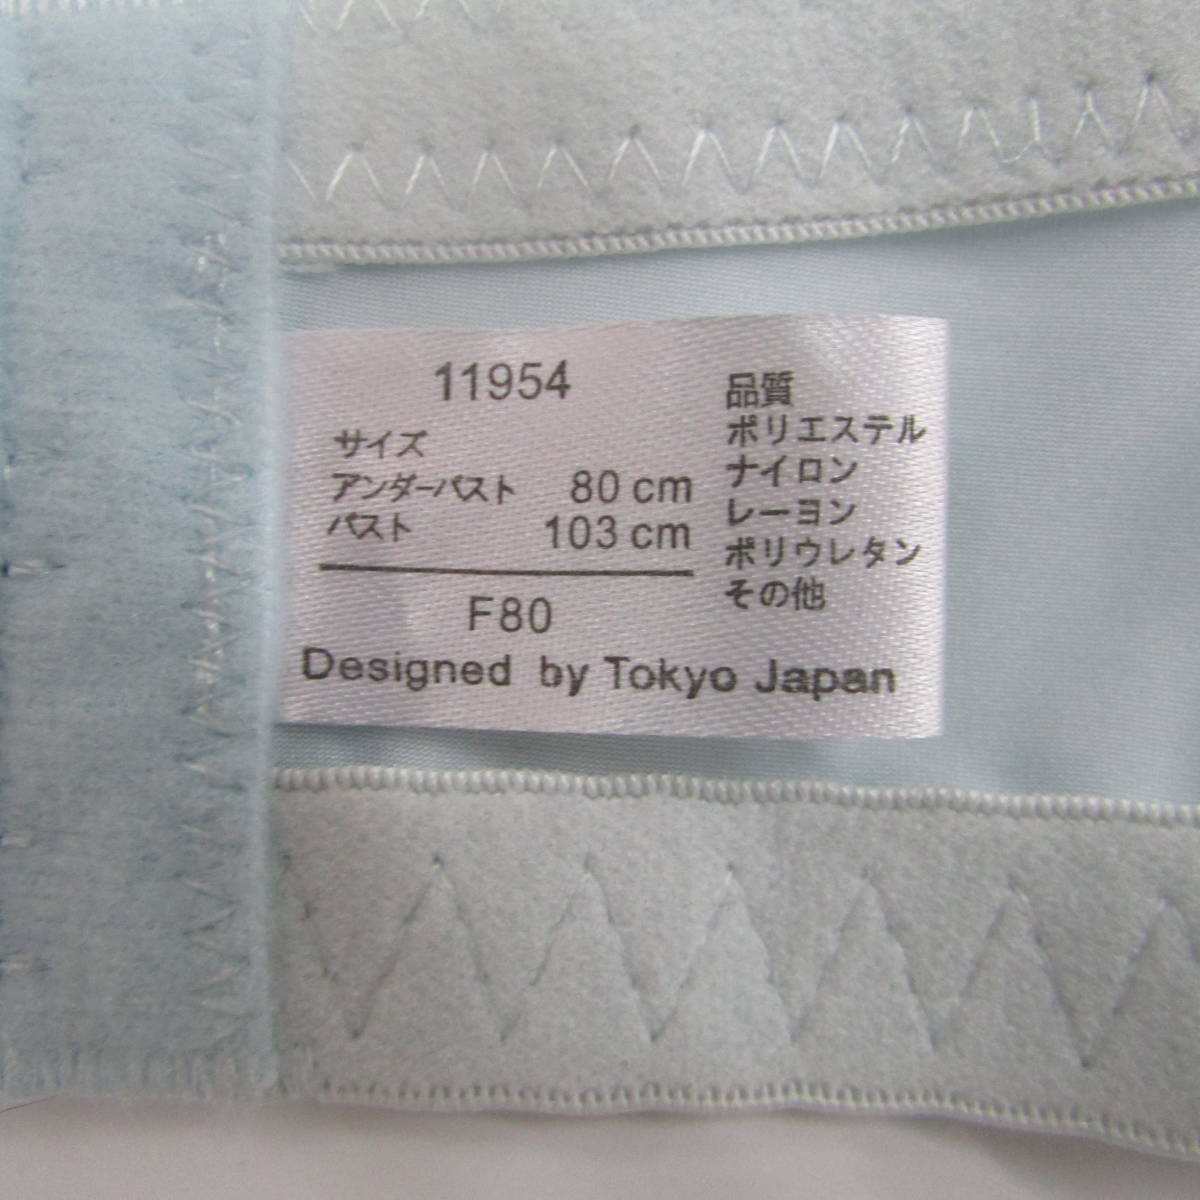 11954
サイズ
アンダーバスト 80 cm
バスト 103 cm
F80
品質
ポリエステル
ナイロン
レーヨン
ポリウレタン
その他
Designed by Tokyo Japan